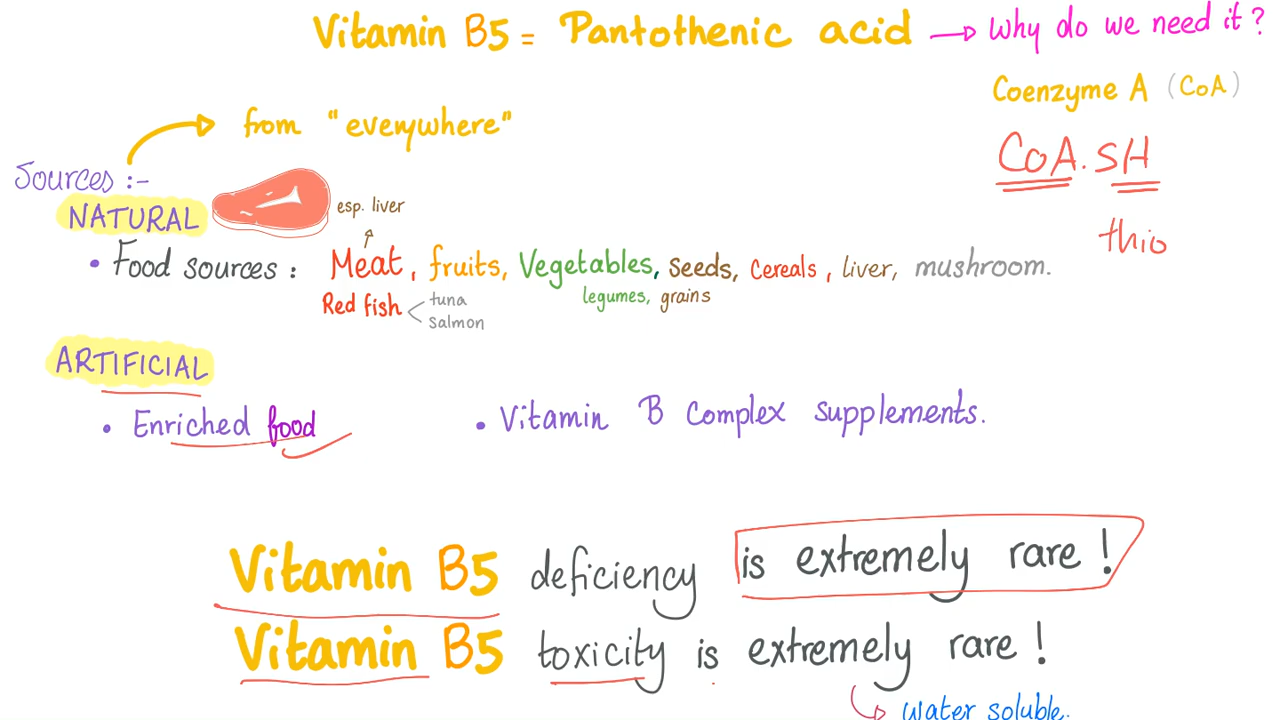 Vitamin B5 = Pantothenic acid → Why do we need it?
Coenzyme A (CoA)
from "everywhere"
CoA.SH
Sources :-
NATURAL
esp. liver
thio
• Food sources : Meat, fruits, Vegetables, seeds, Cereals, liver, mushroom.
Red fish < tuna
salmon
legumes, grains
ARTIFICIAL
• Enriched food
• Vitamin B Complex supplements.
Vitamin B5 deficiency is extremely rare!
Vitamin B5 toxicity is extremely rare!
water soluble.